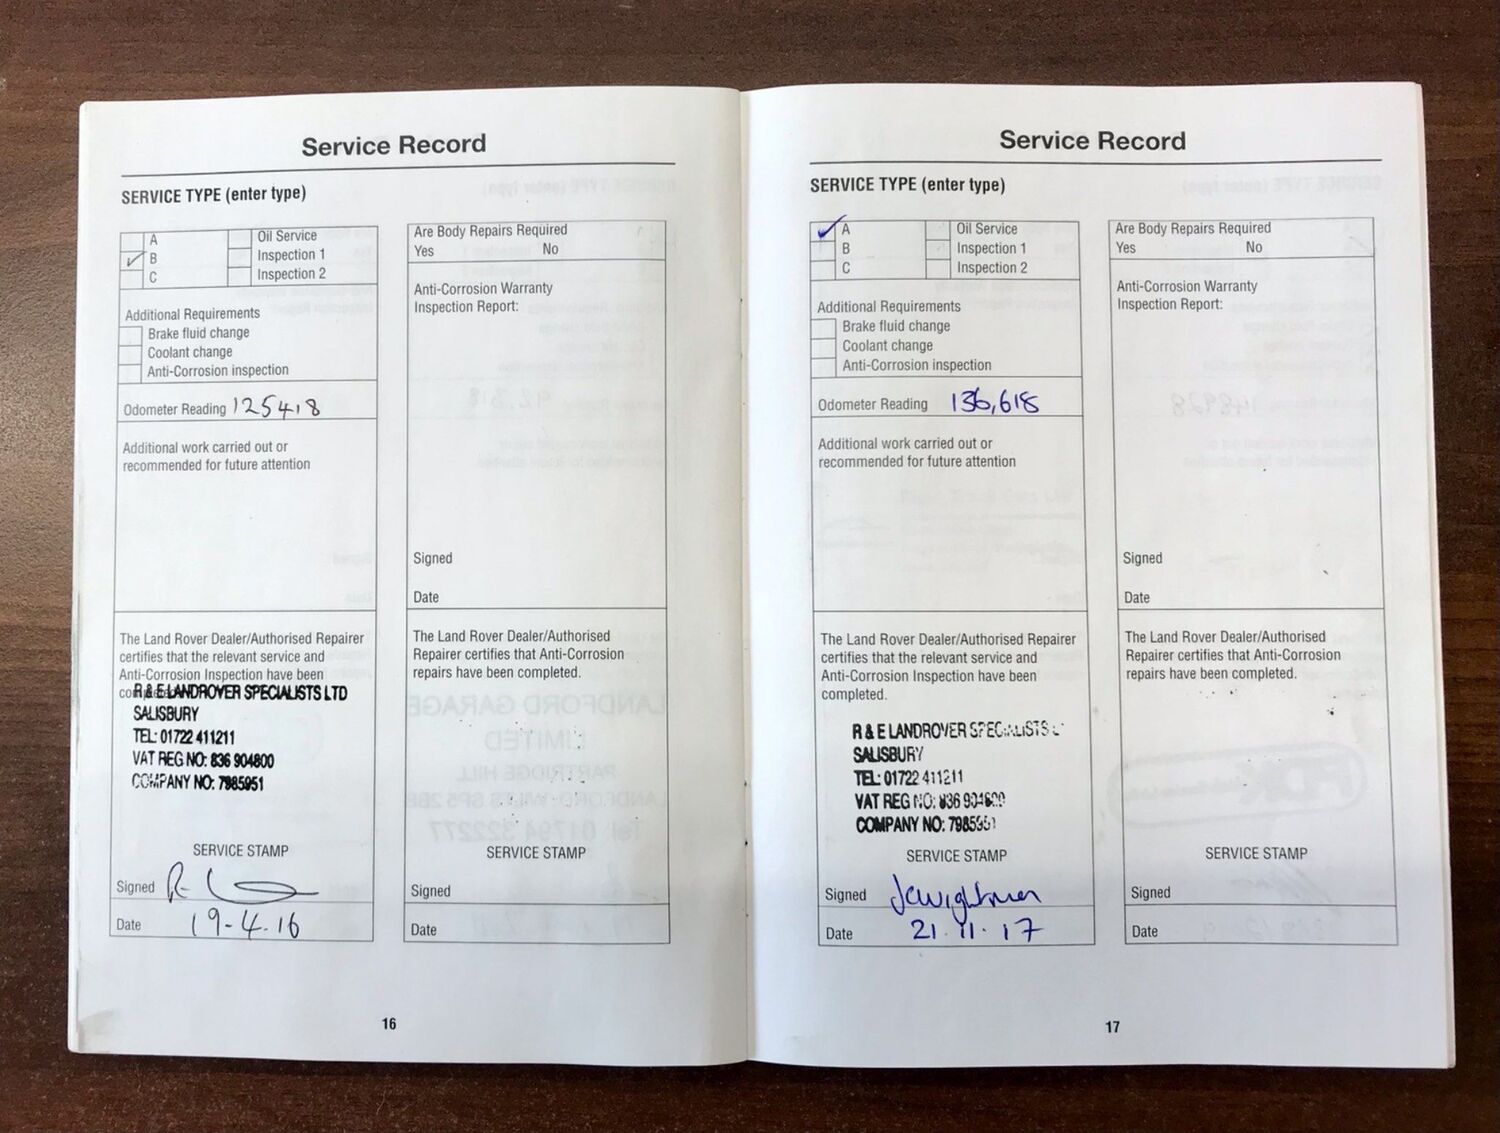 Service Record
SERVICE TYPE (enter type)
A
B
C
Oil Service
Inspection 1
Inspection 2
Additional Requirements
Brake fluid change
Coolant change
Anti-Corrosion inspection
Odometer Reading 125418
Additional work carried out or
recommended for future attention
The Land Rover Dealer/Authorised Repairer
certifies that the relevant service and
Anti-Corrosion Inspection have been
R & E LANDROVER SPECIALISTS LTD
SALISBURY
TEL: 01722 411211
VAT REG NO: 836 904800
COMPANY NO: 7985951
SERVICE STAMP
Signed
Date 19-4.16
Are Body Repairs Required
Yes No
Anti-Corrosion Warranty
Inspection Report:
Signed
Date
The Land Rover Dealer/Authorised
Repairer certifies that Anti-Corrosion
repairs have been completed.
SERVICE STAMP
Signed
Date
16
Service Record
SERVICE TYPE (enter type)
A
B
C
Oil Service
Inspection 1
Inspection 2
Additional Requirements
Brake fluid change
Coolant change
Anti-Corrosion inspection
Odometer Reading 136,618
Additional work carried out or
recommended for future attention
The Land Rover Dealer/Authorised Repairer
certifies that the relevant service and
Anti-Corrosion Inspection have been
completed.
R & E LANDROVER SPECIALISTS
SALISBURY
TEL: 01722 411211
VAT REG NO: 836
COMPANY NO: 7985951
SERVICE STAMP
Signed
Date 21.11.17
Are Body Repairs Required
Yes No
Anti-Corrosion Warranty
Inspection Report:
Signed
Date
The Land Rover Dealer/Authorised
Repairer certifies that Anti-Corrosion
repairs have been completed.
SERVICE STAMP
Signed
Date
17